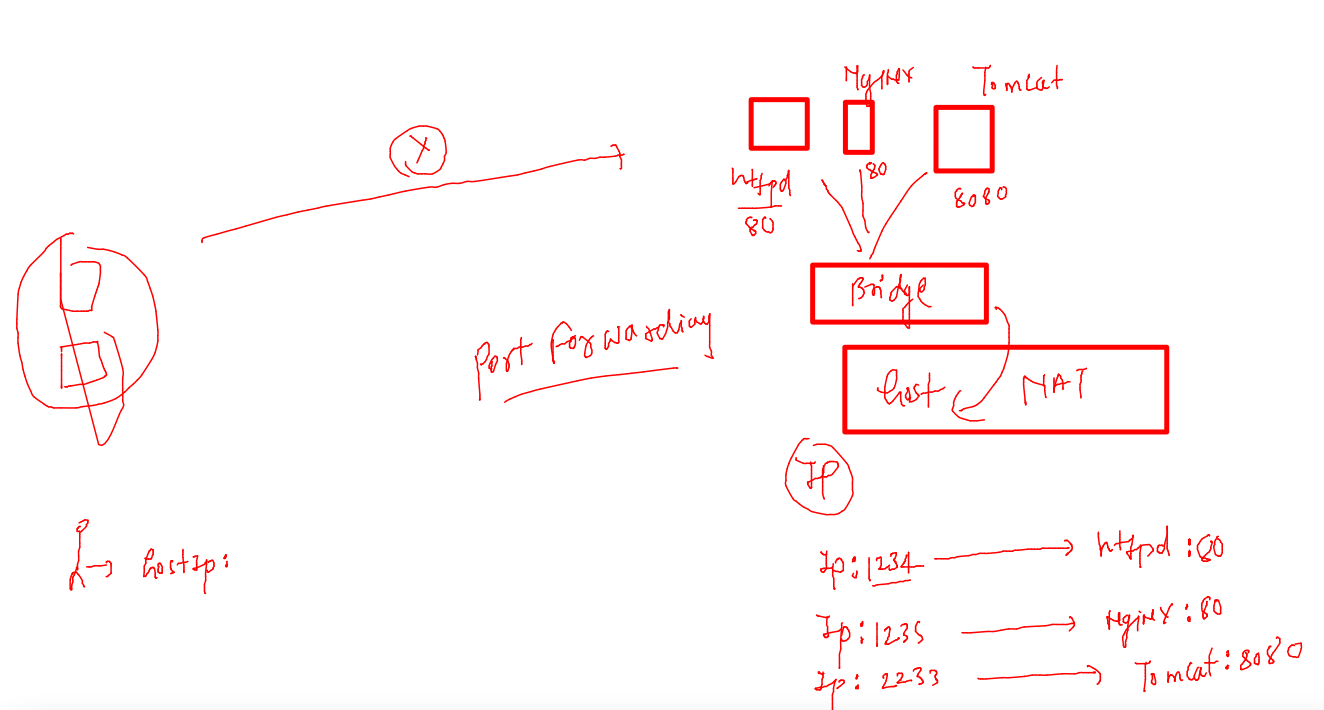 Nginx
Tomcat
X
httpd
80
80
8080
Bridge
Port Forwarding
host NAT
IP
hostIp:
Ip:1234 httpd:80
Ip:1235 Nginx:80
Ip: 2233 Tomcat:8080